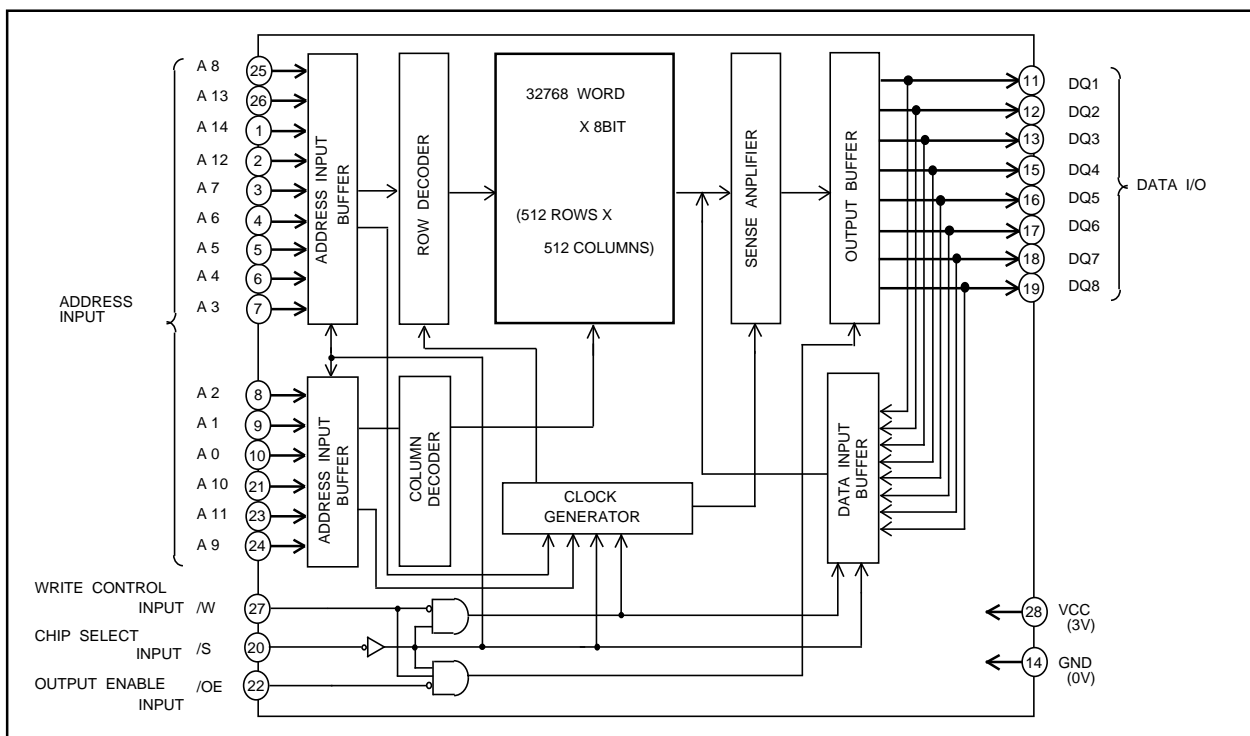 ADDRESS
INPUT
A 8
25
A 13
26
A 14
1
A 12
2
A 7
3
A 6
4
A 5
5
A 4
6
A 3
7
A 2
8
A 1
9
A 0
10
A 10
21
A 11
23
A 9
24
WRITE CONTROL
INPUT /W
27
CHIP SELECT
INPUT /S
20
OUTPUT ENABLE /OE
INPUT
22
ADDRESS INPUT
BUFFER
ROW DECODER
32768 WORD
X 8BIT
(512 ROWS X
512 COLUMNS)
SENSE AMPLIFIER
OUTPUT BUFFER
ADDRESS INPUT
BUFFER
COLUMN
DECODER
CLOCK
GENERATOR
DATA INPUT
BUFFER
11
DQ1
12
DQ2
13
DQ3
15
DQ4
16
DQ5
17
DQ6
18
DQ7
19
DQ8
DATA I/O
28
VCC
(3V)
14
GND
(0V)